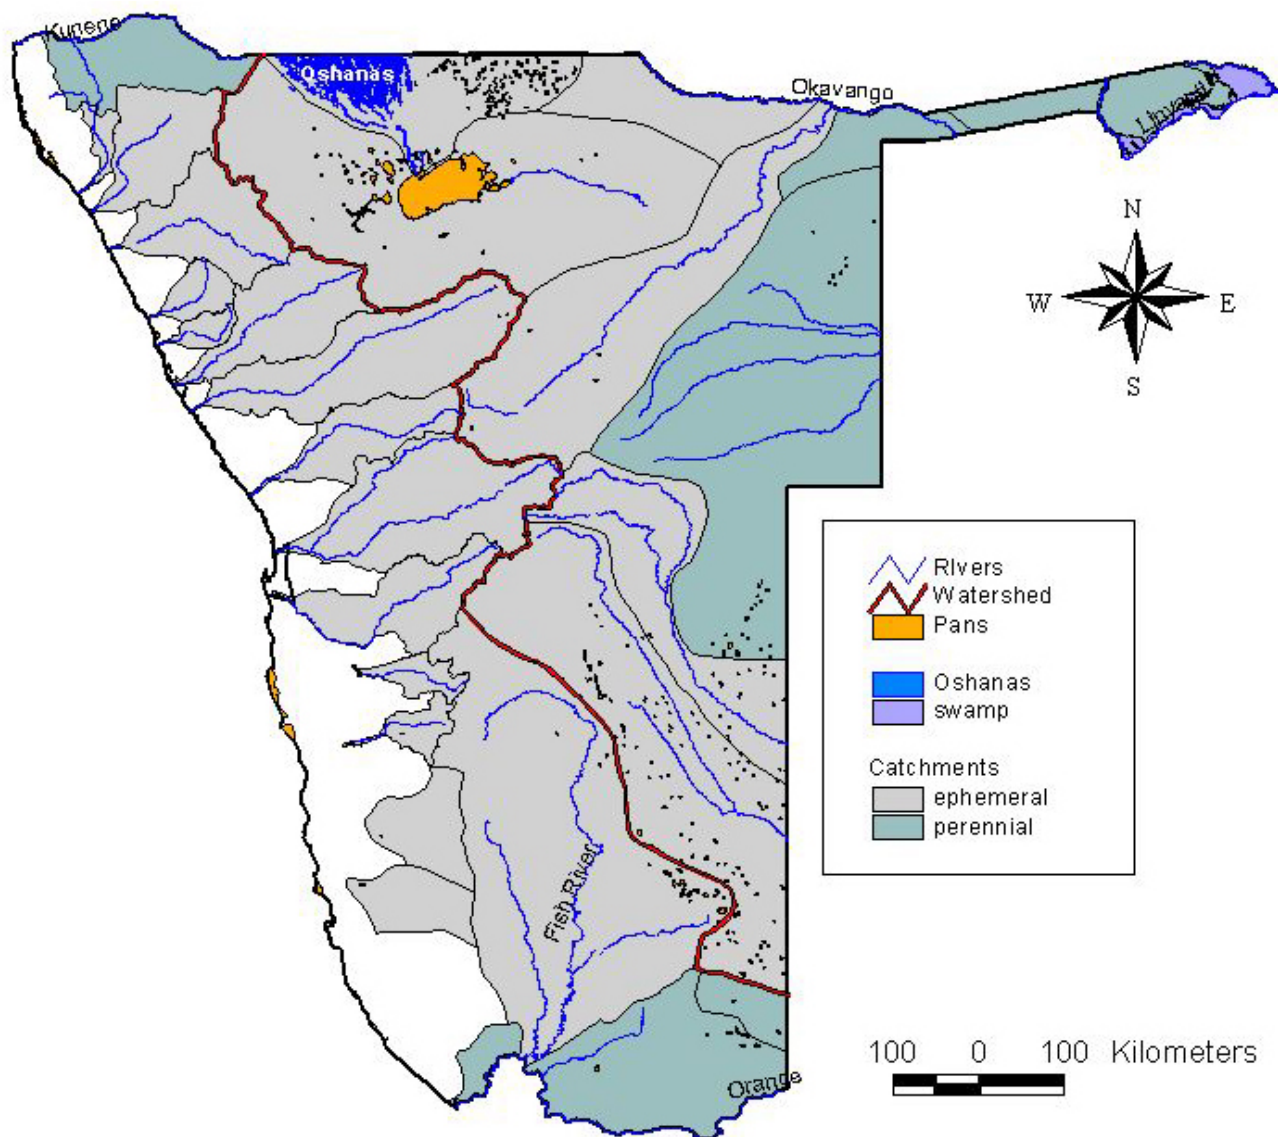 Kunene
Oshanas
Okavango
Linyanti
N
W
E
S
RIvers
Watershed
Pans
Oshanas
swamp
Catchments
ephemeral
perennial
Fish River
100 0 100 Kilometers
Orange